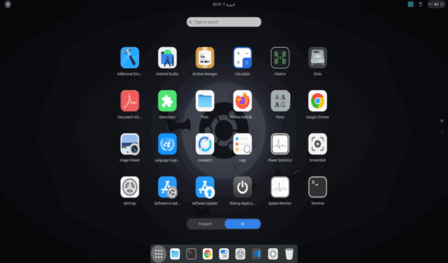 Type to search
Additional Driv...
Android Studio
Archive Manager
Calculator
CMatrix
Disks
Document Vie...
Extensions
Files
Firefox Web B...
Fonts
Google Chrome
Image Viewer
Language Supp...
Livepatch
Logs
Power Statistics
Screenshot
Settings
Software & Upd...
Software Updater
Startup Applica...
System Monitor
Terminal
Frequent
All